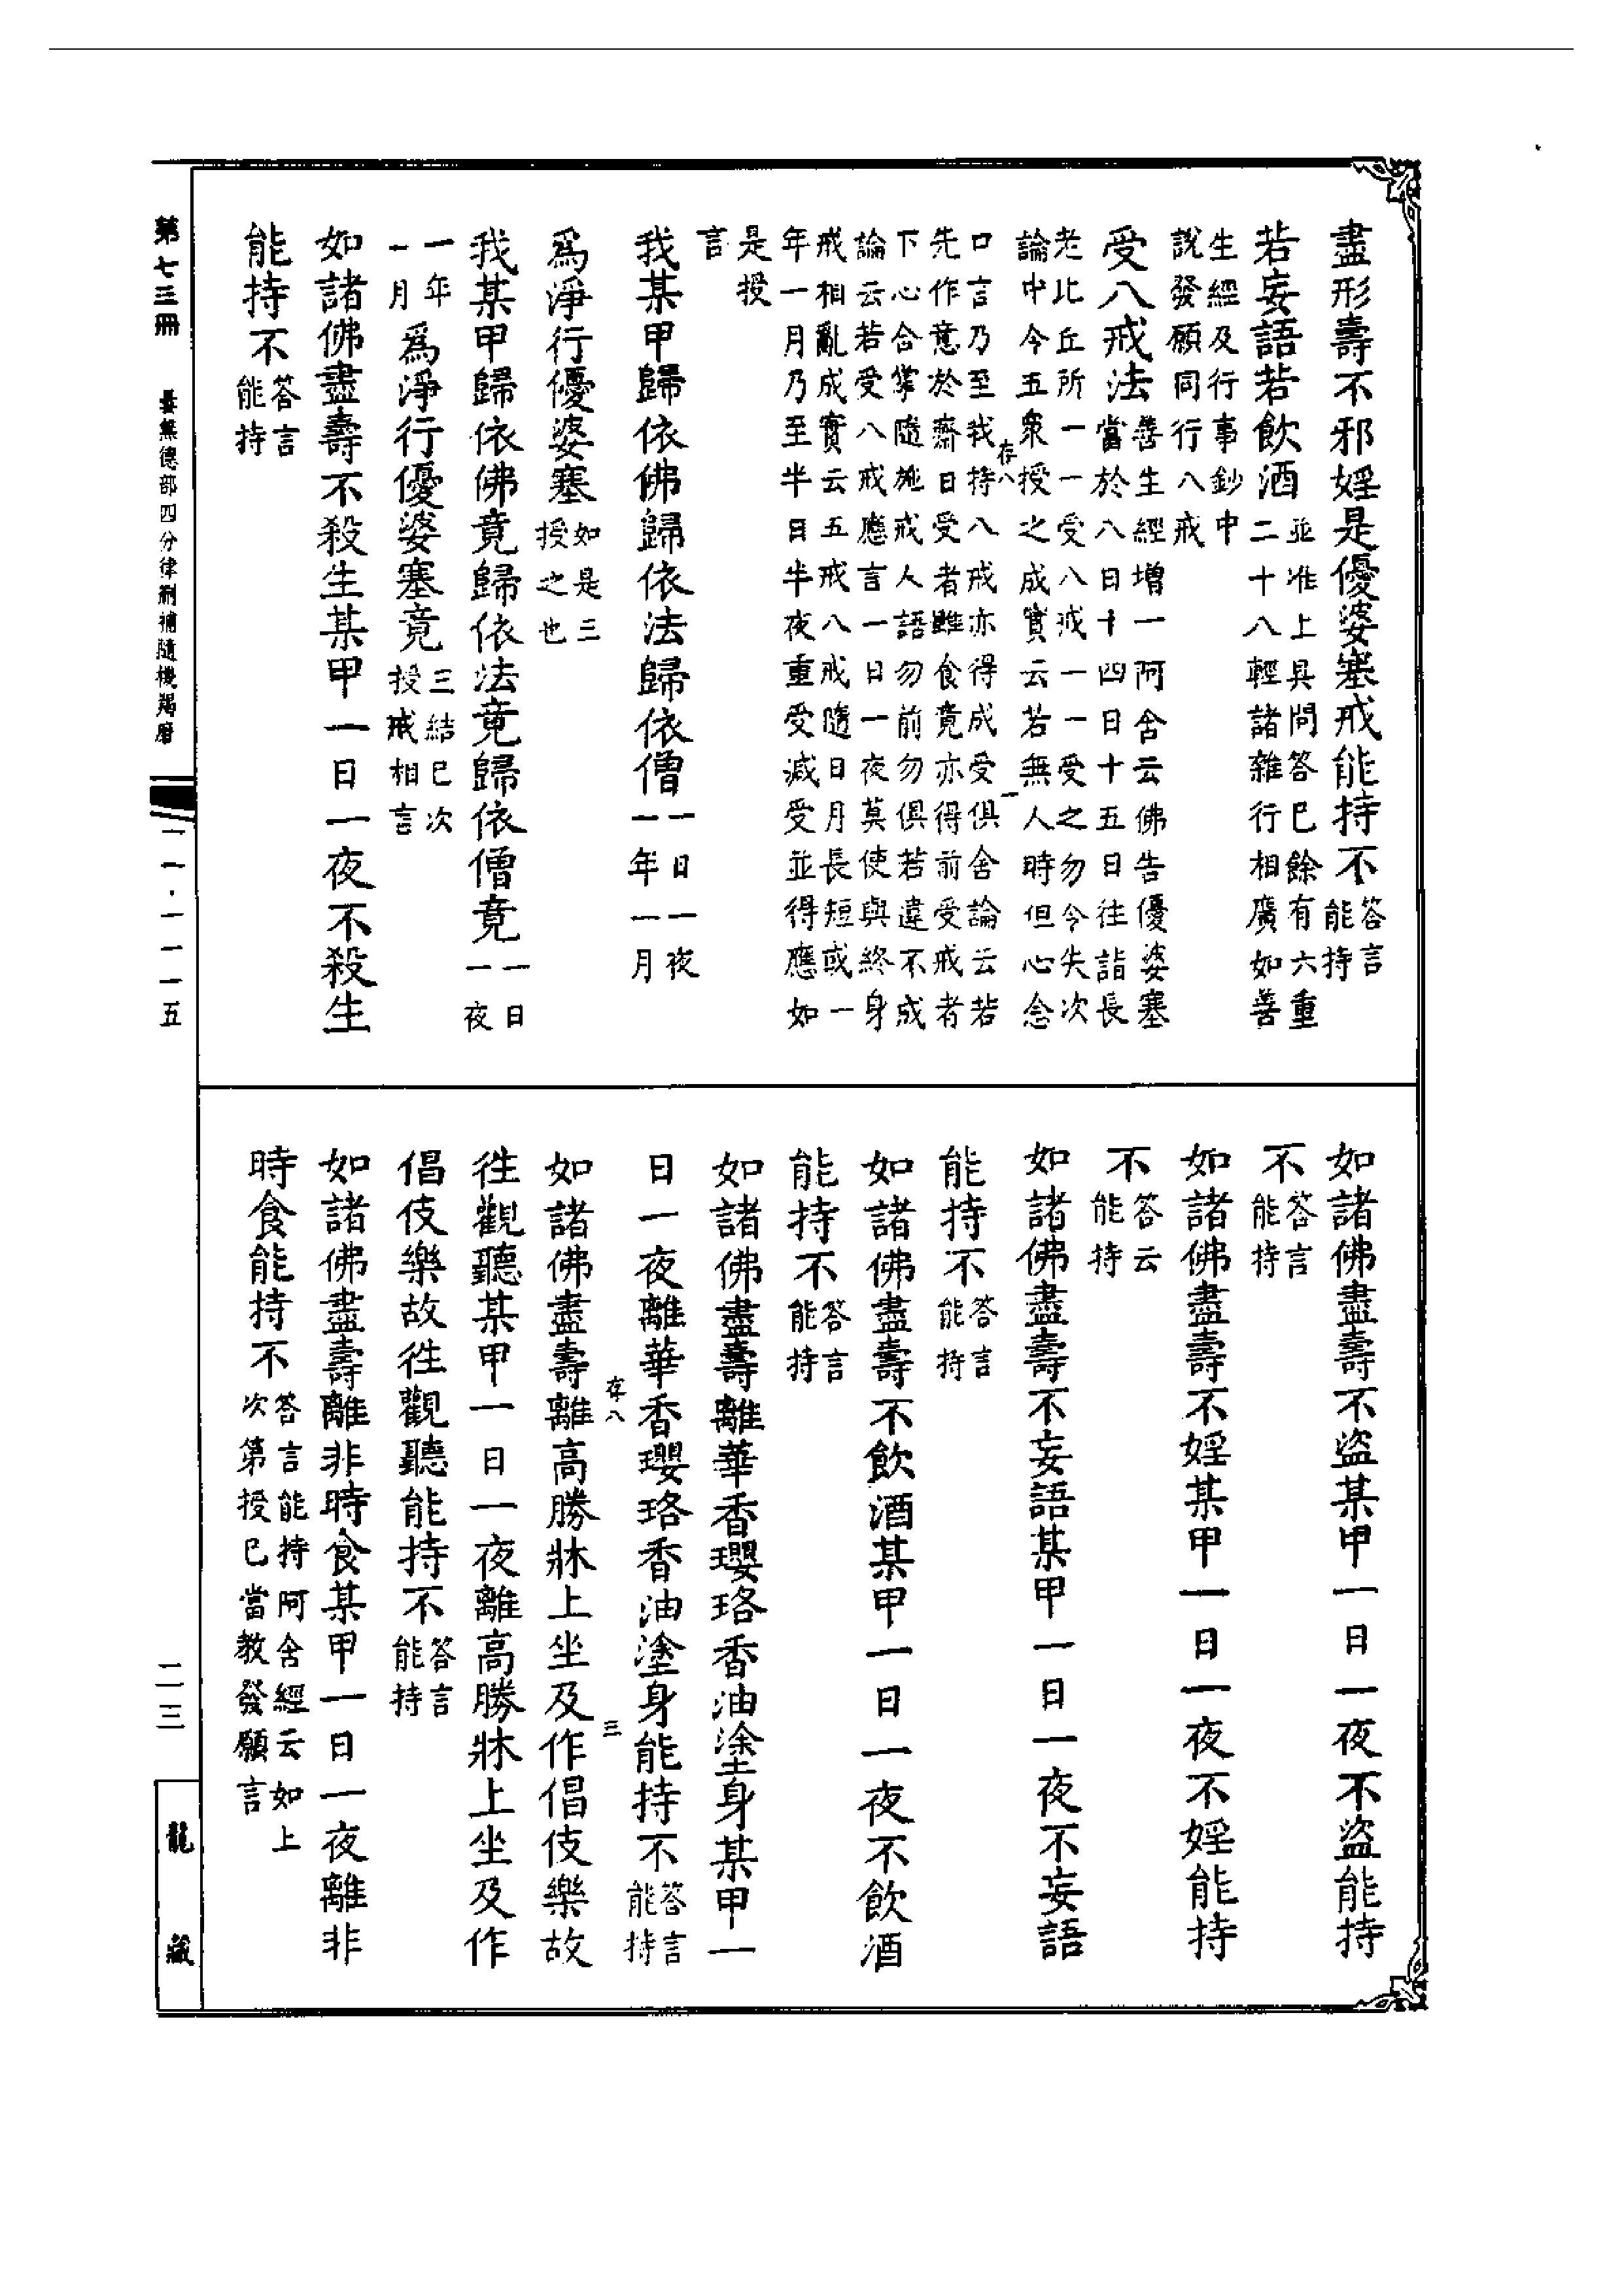 盡形壽不邪婬是優婆塞戒能持不答言能持
若妄語若飲酒並准上具問答已餘有六重二十八輕諸雜行相廣如善
生經及行事鈔中說發願同行八戒
受八戒法善生經增一阿含云佛告優婆塞當於八日十四日十五日往詣長
老比丘所一一受八戒一一受之勿令失次論中今五衆授之成實云若無人時但心念
口言乃至我持八戒亦得成受俱舍論云若先作意於齋日受者雖食竟亦得前受戒者
下心合掌隨施戒人語勿前勿俱若違不成論云若受八戒應言一日一夜莫使與終身
戒相亂成實云五戒八戒隨日月長短或一年一月乃至半日半夜重受減受並得應如
是授言
我某甲歸依佛歸依法歸依僧一日一夜一年一月
爲淨行優婆塞如是三授之也
我某甲歸依佛竟歸依法竟歸依僧竟一日一夜
一年一月爲淨行優婆塞竟三結已次授戒相言
如諸佛盡壽不殺生某甲一日一夜不殺生
能持不答言能持
如諸佛盡壽不盜某甲一日一夜不盜能持
不答言能持
如諸佛盡壽不婬某甲一日一夜不婬能持
不答云能持
如諸佛盡壽不妄語某甲一日一夜不妄語
能持不答言能持
如諸佛盡壽不飲酒某甲一日一夜不飲酒
能持不答言能持
如諸佛盡壽離華香瓔珞香油塗身某甲一
日一夜離華香瓔珞香油塗身能持不答言能持
如諸佛盡壽離高勝牀上坐及作倡伎樂故
徃觀聽某甲一日一夜離高勝牀上坐及作
倡伎樂故徃觀聽能持不答言能持
如諸佛盡壽離非時食某甲一日一夜離非
時食能持不答言能持阿含經云如上次第授已當教發願言
存八
一
存八
三
第七三冊
曇無德部四分律刪補隨機羯磨
一一·一一一五
二三
龍藏